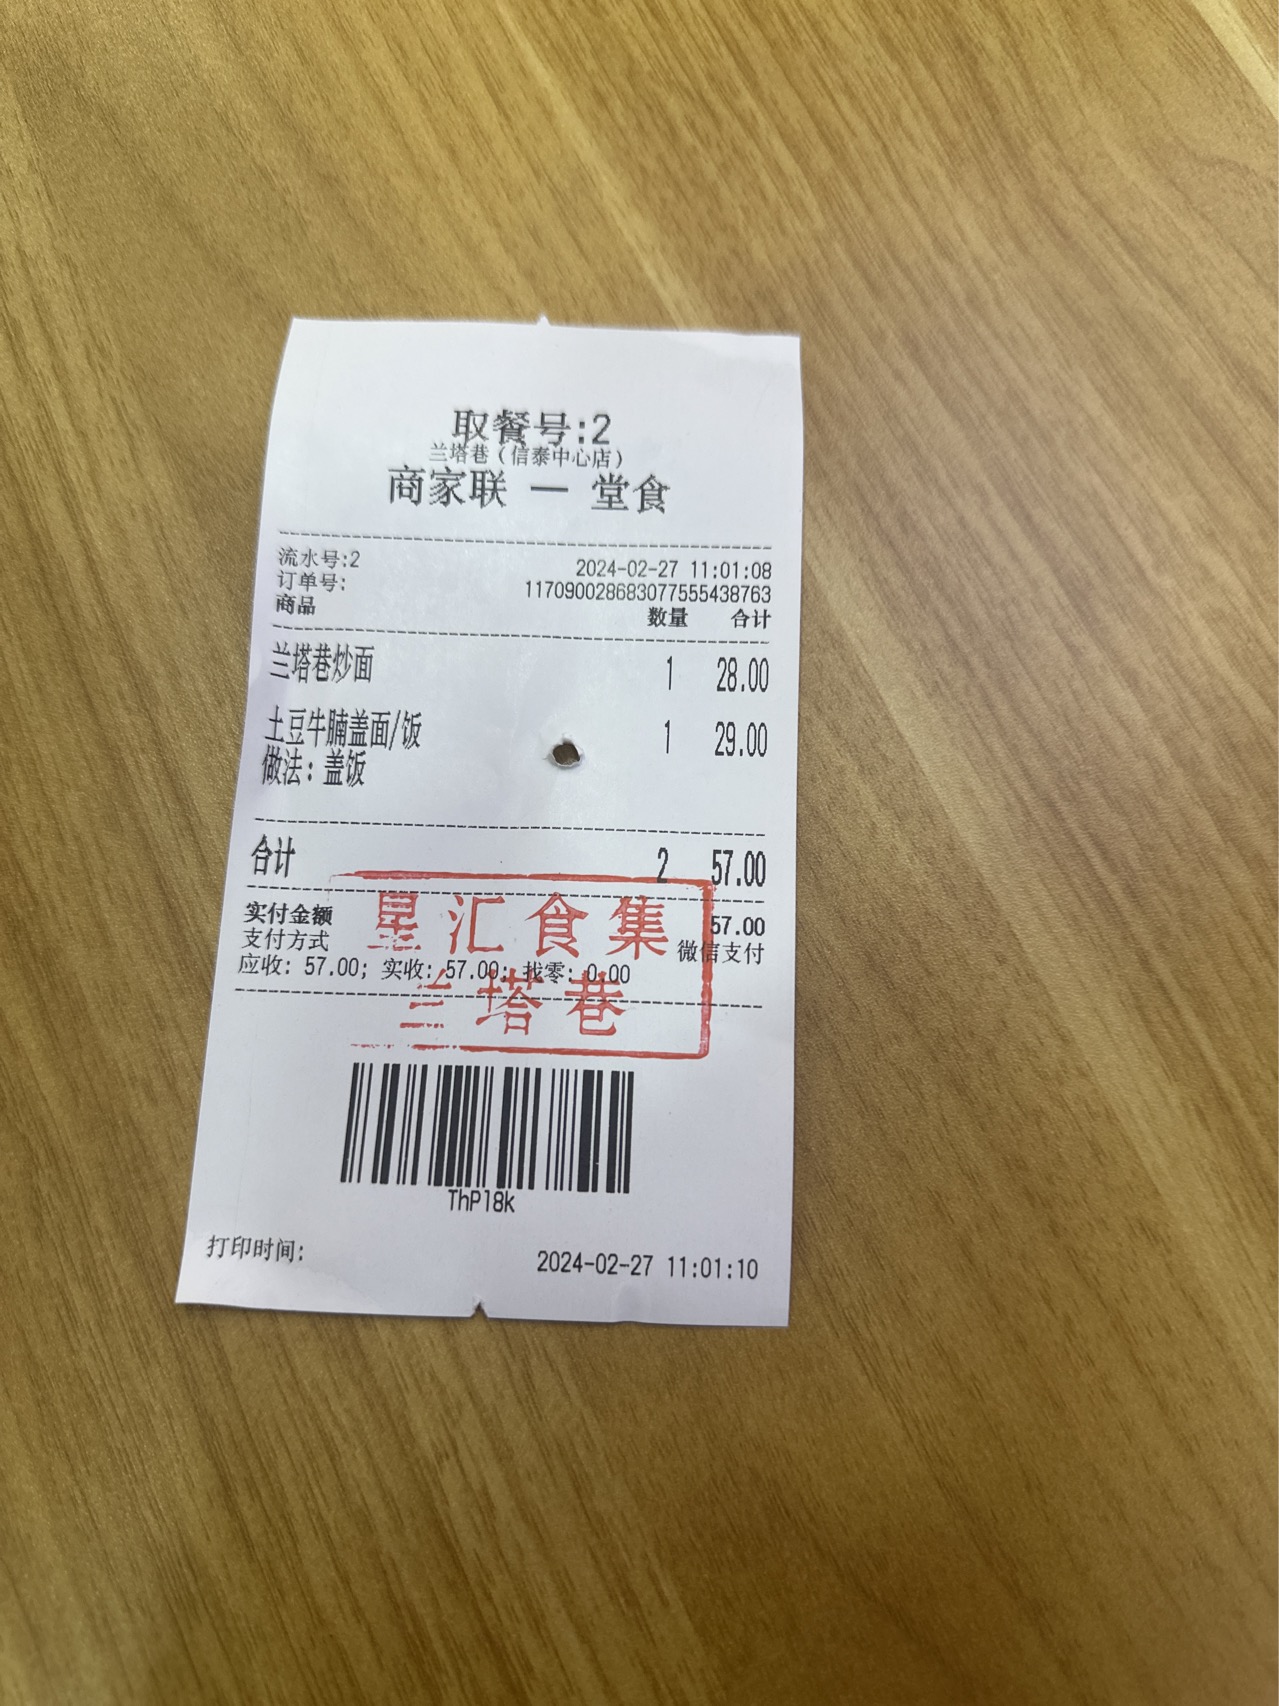 取餐号:2
兰塔巷（信泰中心店）
商家联 一 堂食
流水号:2 2024-02-27 11:01:08
订单号: 117090028683077555438763
商品 数量 合计
兰塔巷炒面 1 28.00
土豆牛腩盖面/饭 1 29.00
做法：盖饭
合计 2 57.00
实付金额 57.00
支付方式 微信支付
应收: 57.00; 实收: 57.00; 找零: 0.00
星汇食集
兰塔巷
ThP18k
打印时间: 2024-02-27 11:01:10